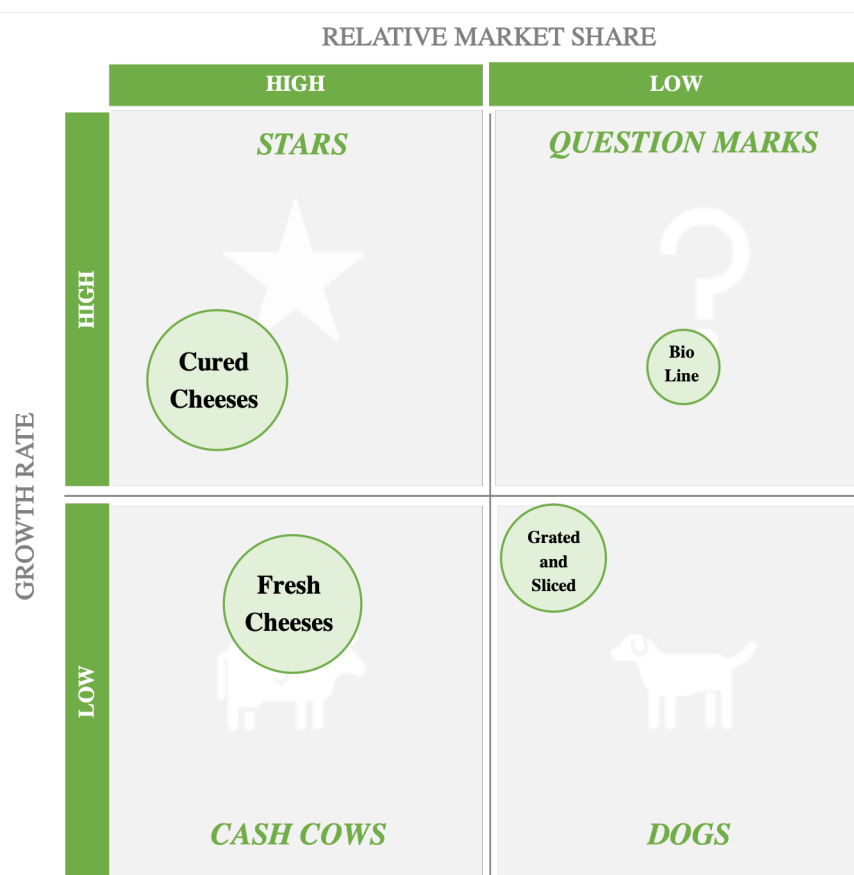 RELATIVE MARKET SHARE
HIGH
LOW
STARS
QUESTION MARKS
HIGH
Cured
Cheeses
Bio
Line
GROWTH RATE
LOW
Fresh
Cheeses
Grated
and
Sliced
CASH COWS
DOGS